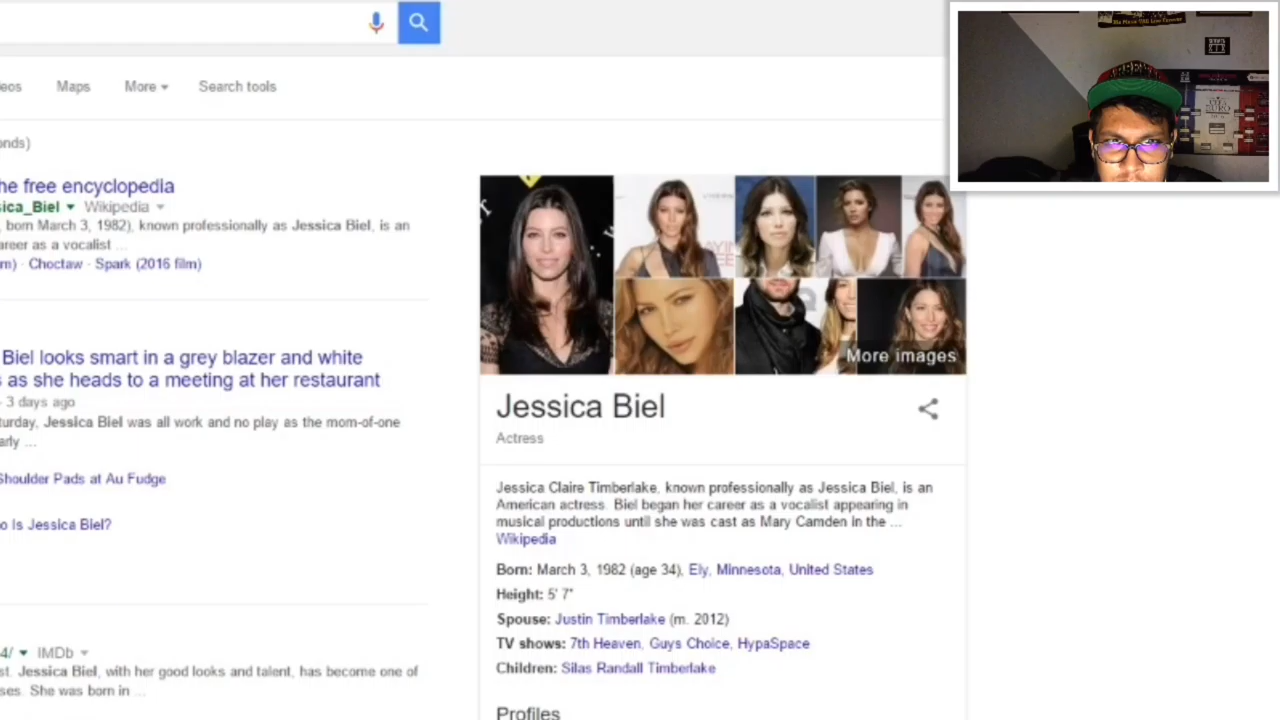 eos Maps More Search tools
onds)
he free encyclopedia
sica_Biel Wikipedia
, born March 3, 1982), known professionally as Jessica Biel, is an
areer as a vocalist ...
m) · Choctaw · Spark (2016 film)
Biel looks smart in a grey blazer and white
s as she heads to a meeting at her restaurant
- 3 days ago
turday, Jessica Biel was all work and no play as the mom-of-one
arly ...
Shoulder Pads at Au Fudge
o Is Jessica Biel?
4/ IMDb
st. Jessica Biel, with her good looks and talent, has become one of
ses. She was born in ...
More images
Jessica Biel
Actress
Jessica Claire Timberlake, known professionally as Jessica Biel, is an
American actress. Biel began her career as a vocalist appearing in
musical productions until she was cast as Mary Camden in the ...
Wikipedia
Born: March 3, 1982 (age 34), Ely, Minnesota, United States
Height: 5' 7"
Spouse: Justin Timberlake (m. 2012)
TV shows: 7th Heaven, Guys Choice, HypaSpace
Children: Silas Randall Timberlake
Profiles